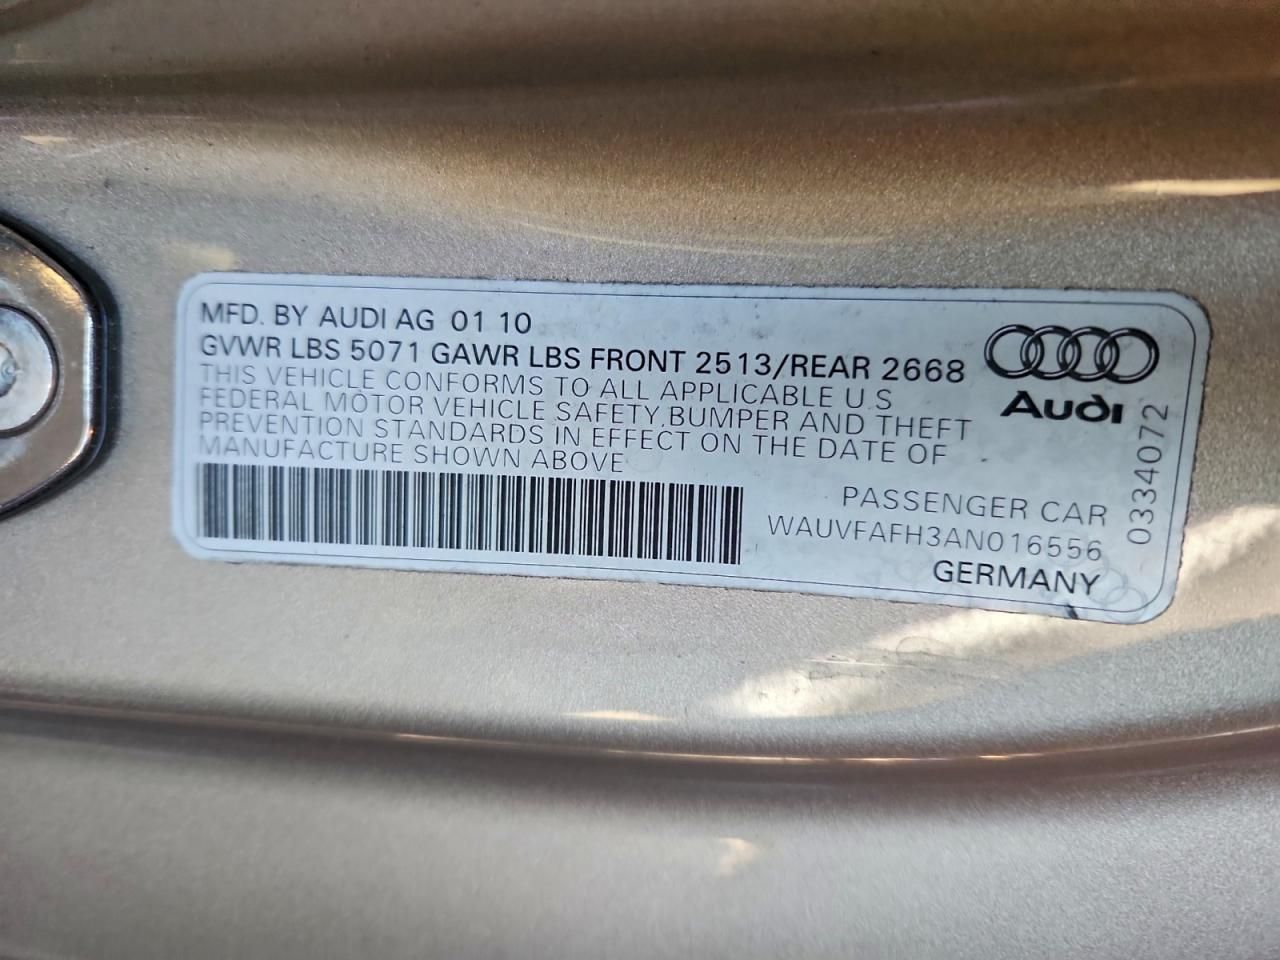 MFD. BY AUDI AG 01 10
GVWR LBS 5071 GAWR LBS FRONT 2513/REAR 2668
THIS VEHICLE CONFORMS TO ALL APPLICABLE U S
FEDERAL MOTOR VEHICLE SAFETY,BUMPER AND THEFT
PREVENTION STANDARDS IN EFFECT ON THE DATE OF
MANUFACTURE SHOWN ABOVE
Audi
PASSENGER CAR
WAUVFAFH3AN016556
GERMANY
0334072